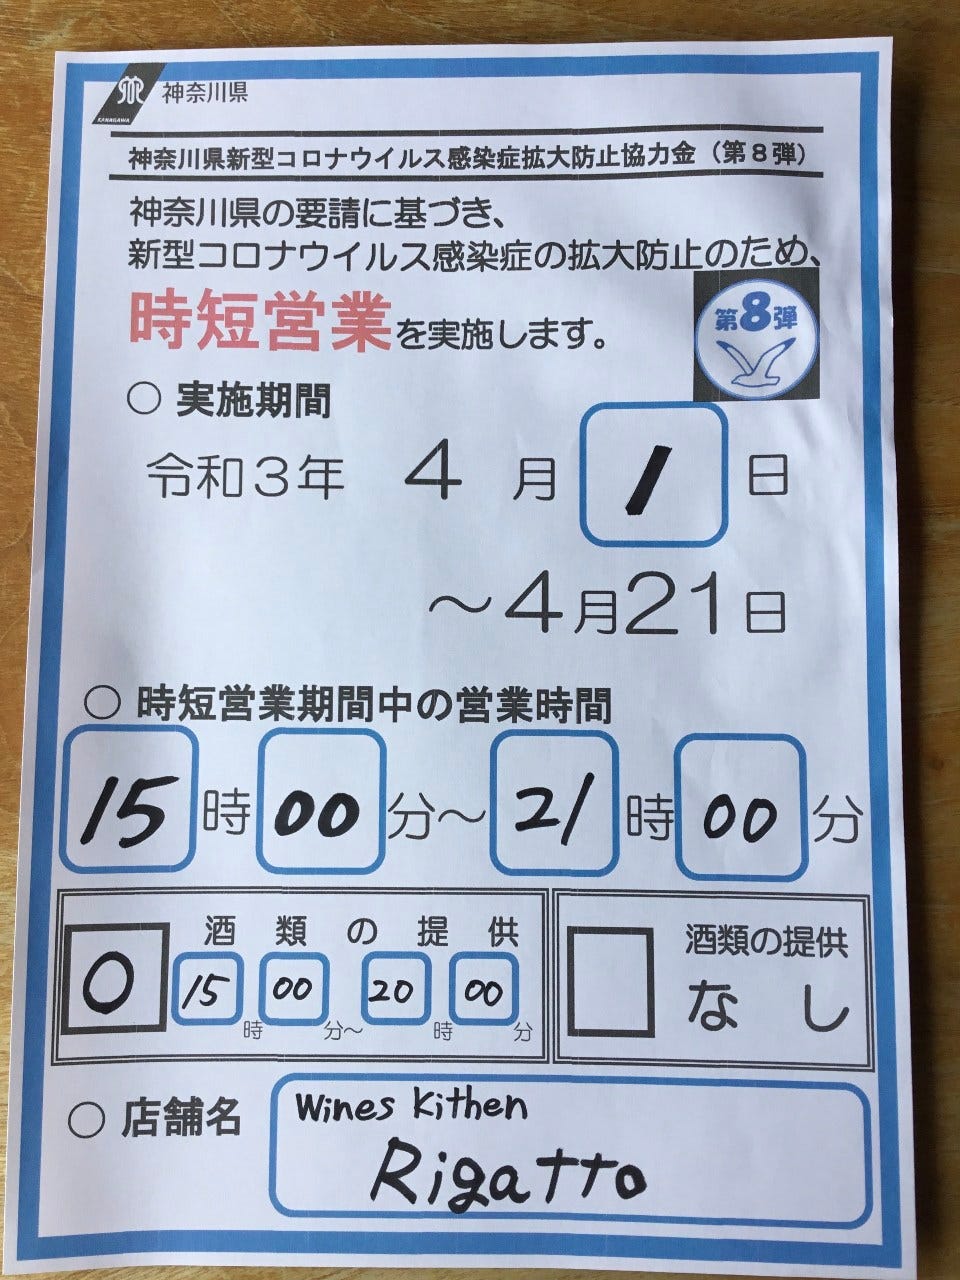 KANAGAWA
神奈川県
神奈川県新型コロナウイルス感染症拡大防止協力金（第８弾）
神奈川県の要請に基づき、
新型コロナウイルス感染症の拡大防止のため、
時短営業を実施します。
第8弾
○ 実施期間
令和３年 4 月 1 日
～4月21日
○ 時短営業期間中の営業時間
15 時 00 分～ 21 時 00 分
酒類の提供
O 15 時 00 分～ 20 時 00 分
酒類の提供
なし
○ 店舗名
Wines Kithen
Rigatto